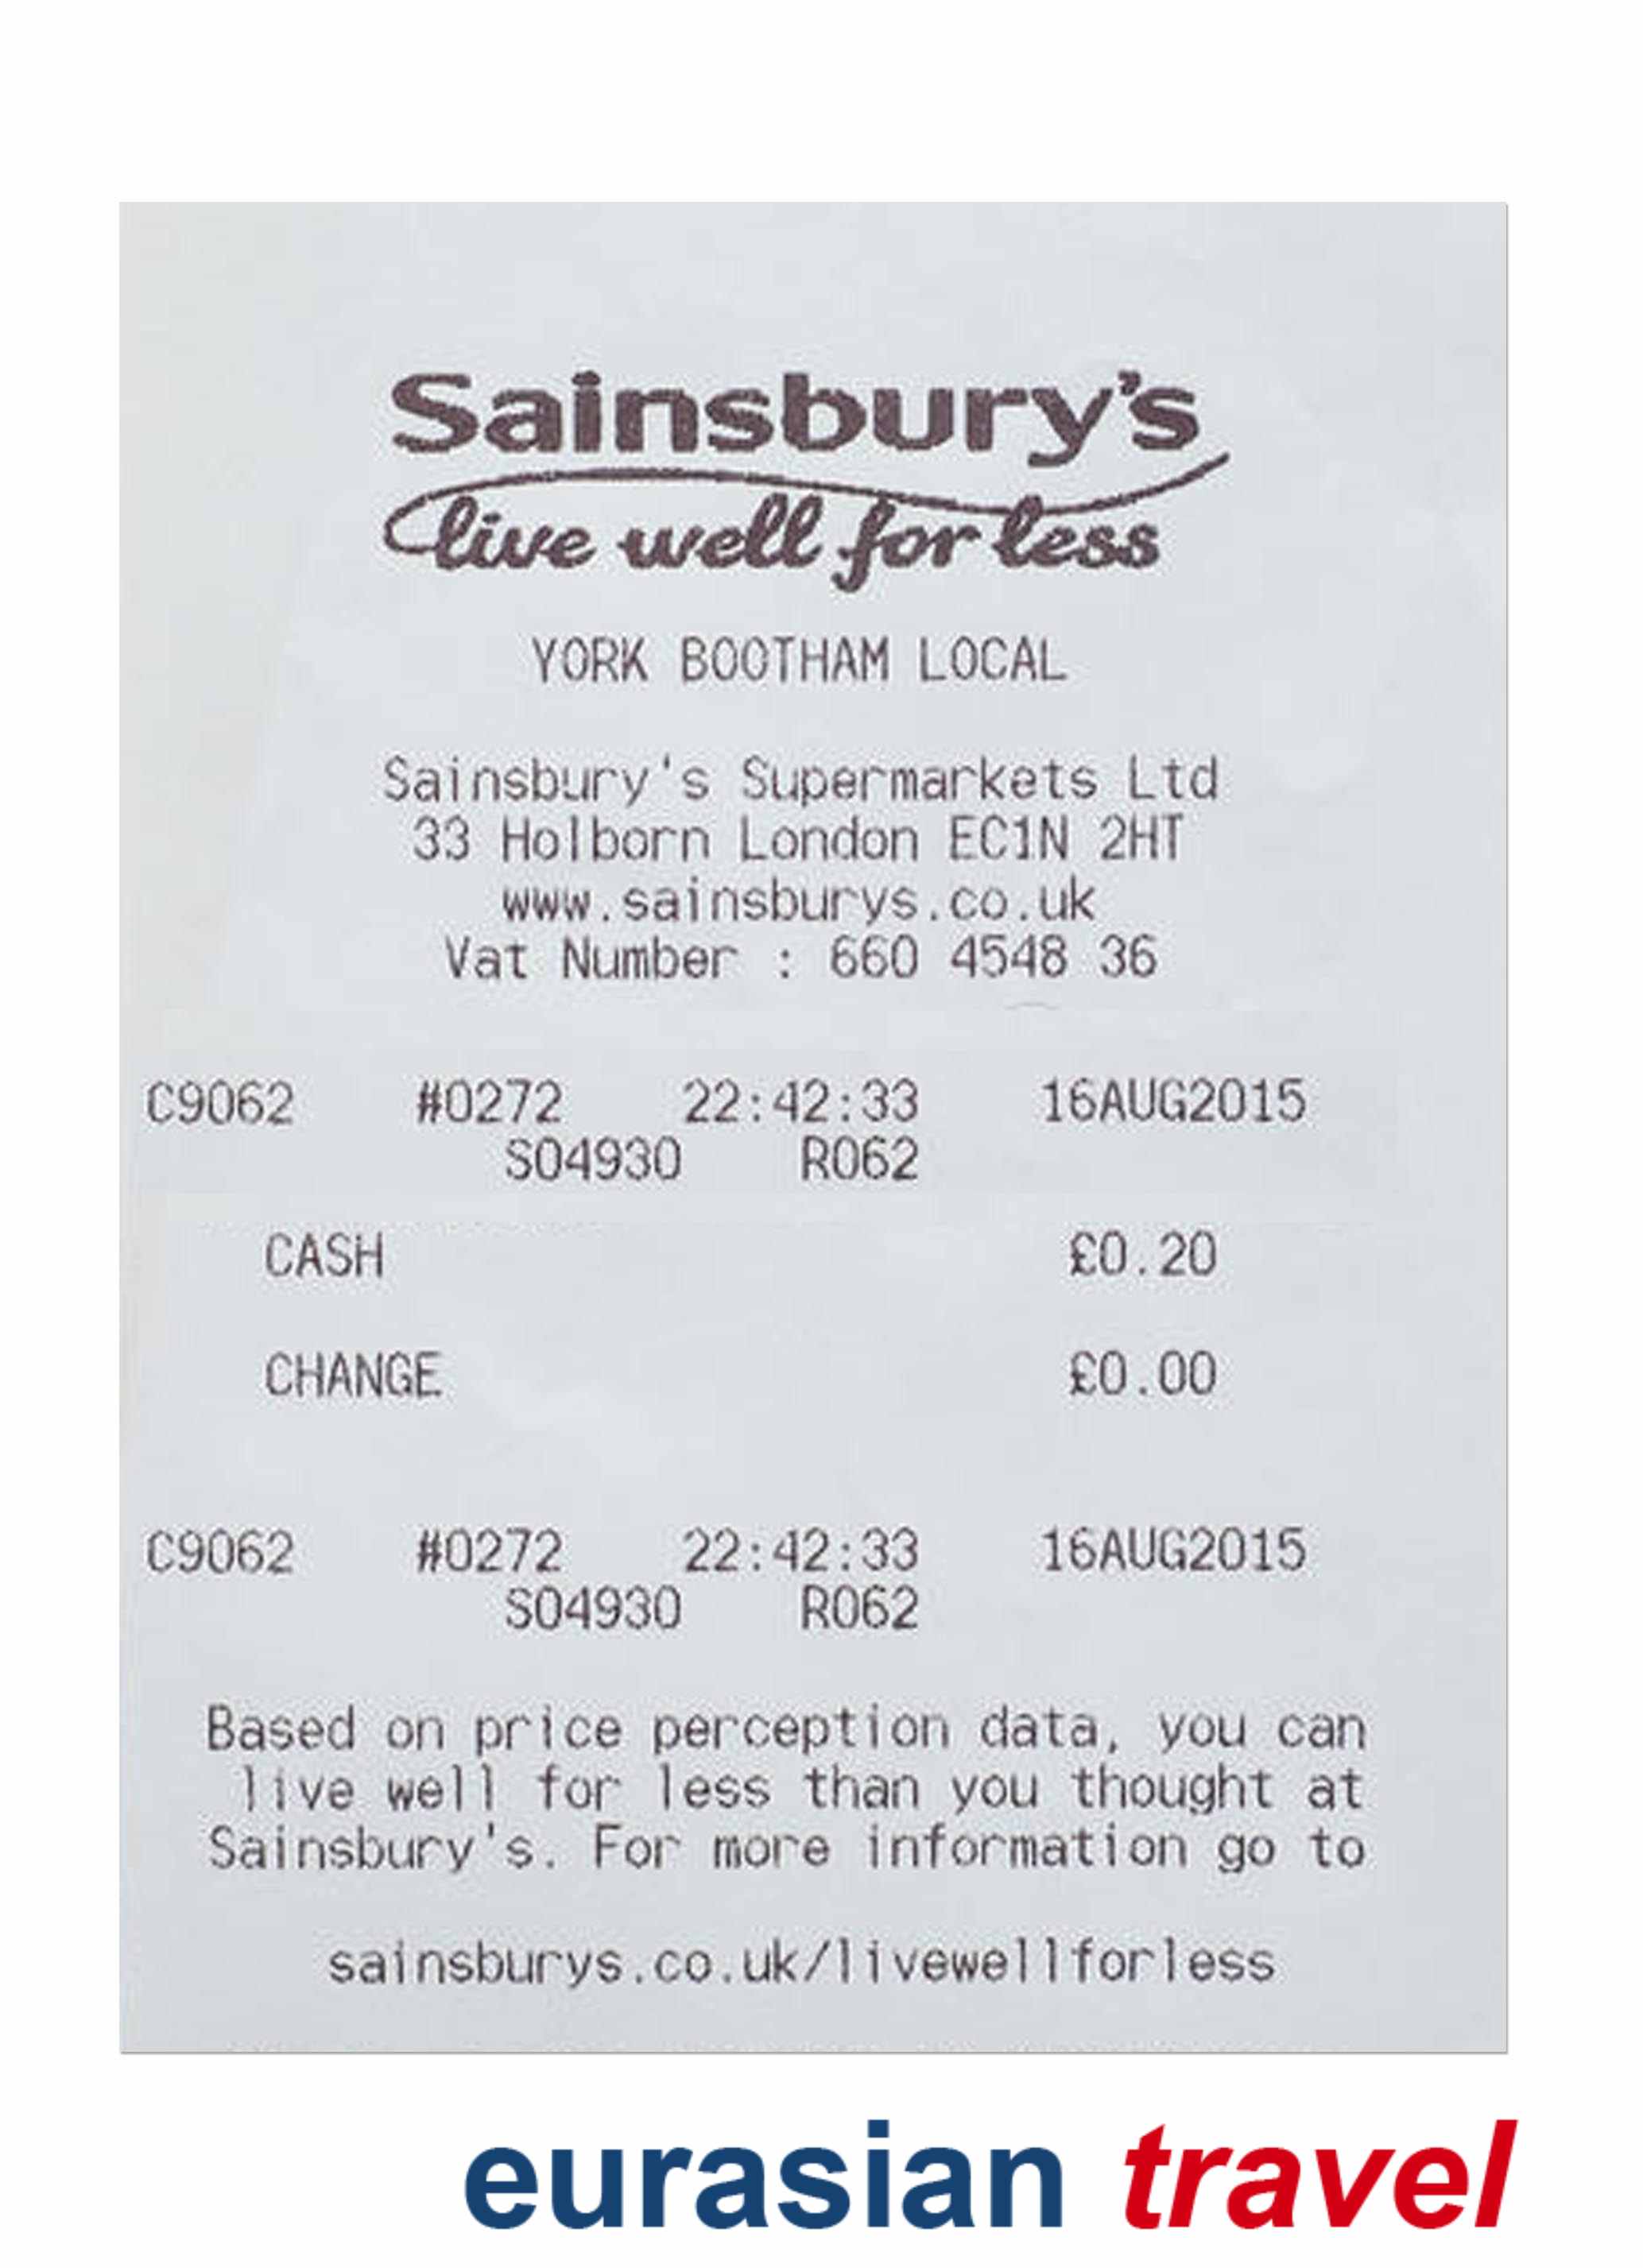 Sainsbury's
live well for less
YORK BOOTHAM LOCAL
Sainsbury's Supermarkets Ltd
33 Holborn London EC1N 2HT
www.sainsburys.co.uk
Vat Number : 660 4548 36
C9062 #0272 22:42:33 16AUG2015
S04930 R062
CASH £0.20
CHANGE £0.00
C9062 #0272 22:42:33 16AUG2015
S04930 R062
Based on price perception data, you can
live well for less than you thought at
Sainsbury's. For more information go to
sainsburys.co.uk/livewellforless
eurasian travel